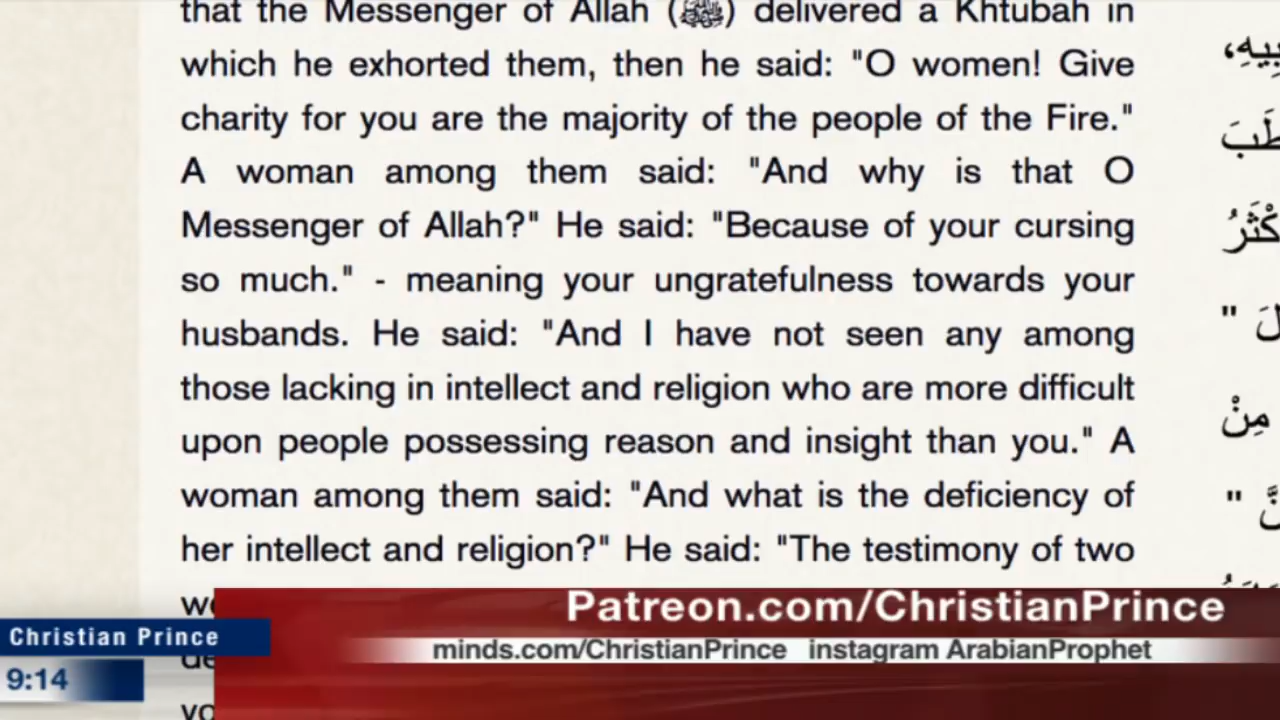 that the Messenger of Allah (ﷺ) delivered a Khtubah in
which he exhorted them, then he said: "O women! Give
charity for you are the majority of the people of the Fire."
A woman among them said: "And why is that O
Messenger of Allah?" He said: "Because of your cursing
so much." - meaning your ungratefulness towards your
husbands. He said: "And I have not seen any among
those lacking in intellect and religion who are more difficult
upon people possessing reason and insight than you." A
woman among them said: "And what is the deficiency of
her intellect and religion?" He said: "The testimony of two
Patreon.com/ChristianPrince
Christian Prince
minds.com/ChristianPrince instagram ArabianProphet
9:14